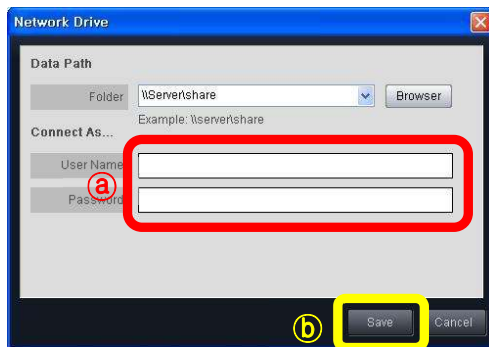 Network Drive
Data Path
Folder \\Server\share Browser
Example: \\server\share
Connect As...
User Name
ⓐ
Password
ⓑ Save Cancel